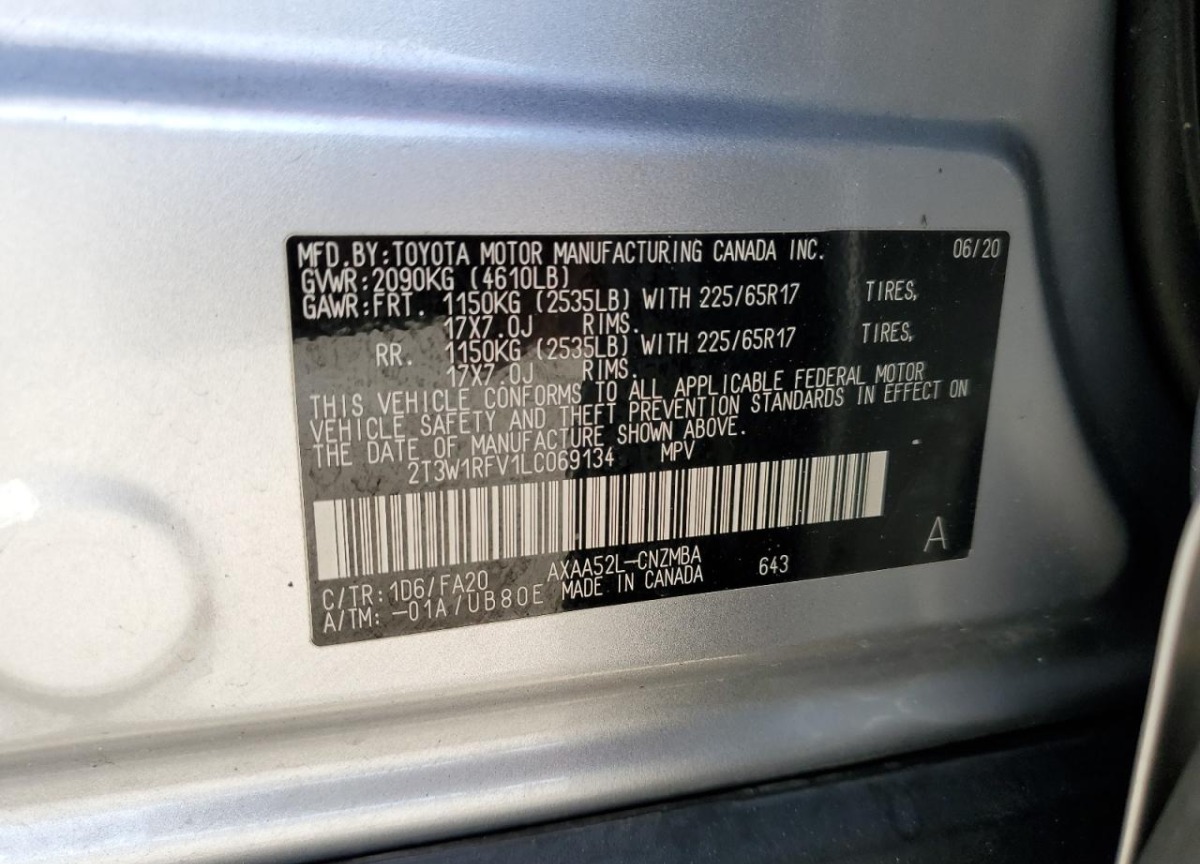 MFD.BY:TOYOTA MOTOR MANUFACTURING CANADA INC. 06/20
GVWR:2090KG (4610LB)
GAWR:FRT. 1150KG (2535LB) WITH 225/65R17 TIRES,
17X7.0J RIMS.
RR. 1150KG (2535LB) WITH 225/65R17 TIRES,
17X7.0J RIMS.
THIS VEHICLE CONFORMS TO ALL APPLICABLE FEDERAL MOTOR
VEHICLE SAFETY AND THEFT PREVENTION STANDARDS IN EFFECT ON
THE DATE OF MANUFACTURE SHOWN ABOVE.
2T3W1RFV1LC069134 MPV
A
C/TR:1D6/FA20 AXAA52L-CNZMBA 643
A/TM:-01A/UB80E MADE IN CANADA